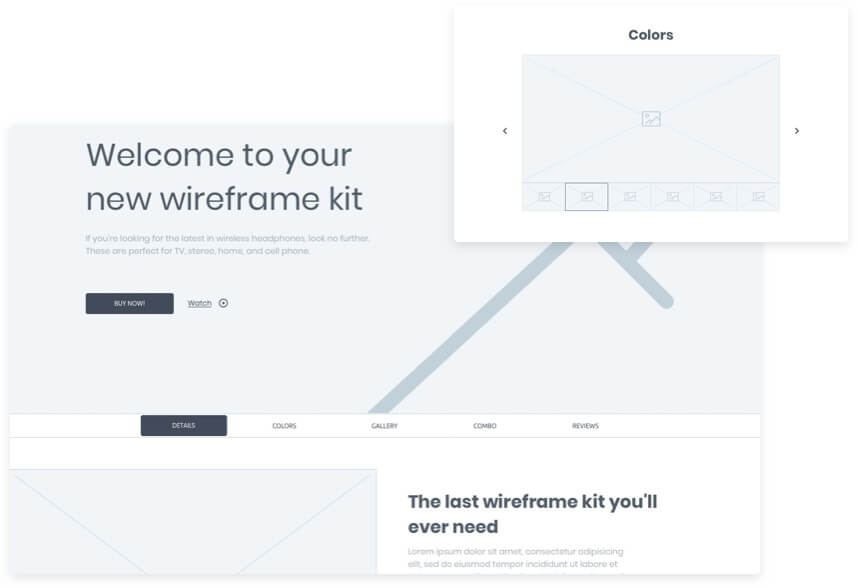 Colors
Welcome to your
new wireframe kit
If you're looking for the latest in wireless headphones, look no further.
These are perfect for TV, stereo, home, and cell phone.
BUY NOW!
Watch
DETAILS
COLORS
GALLERY
COMBO
REVIEWS
The last wireframe kit you'll
ever need
Lorem ipsum dolor sit amet, consectetur adipisicing
elit, sed do eiusmod tempor incididunt ut labore et